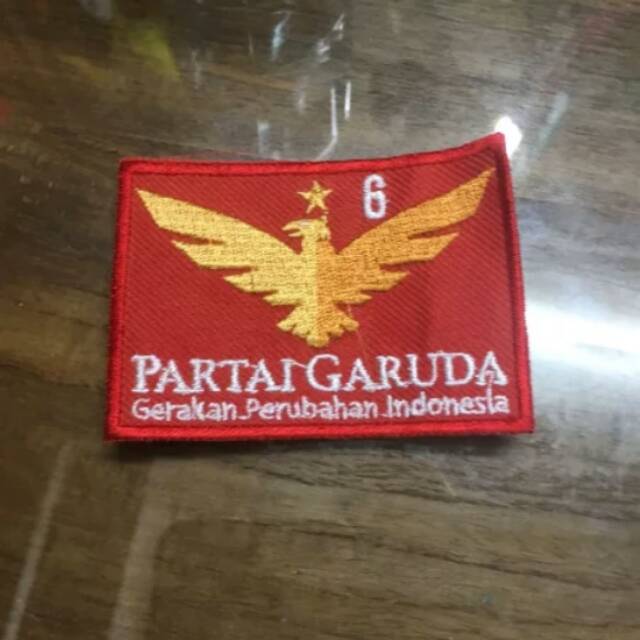 6
PARTAI GARUDA
Gerakan Perubahan Indonesia